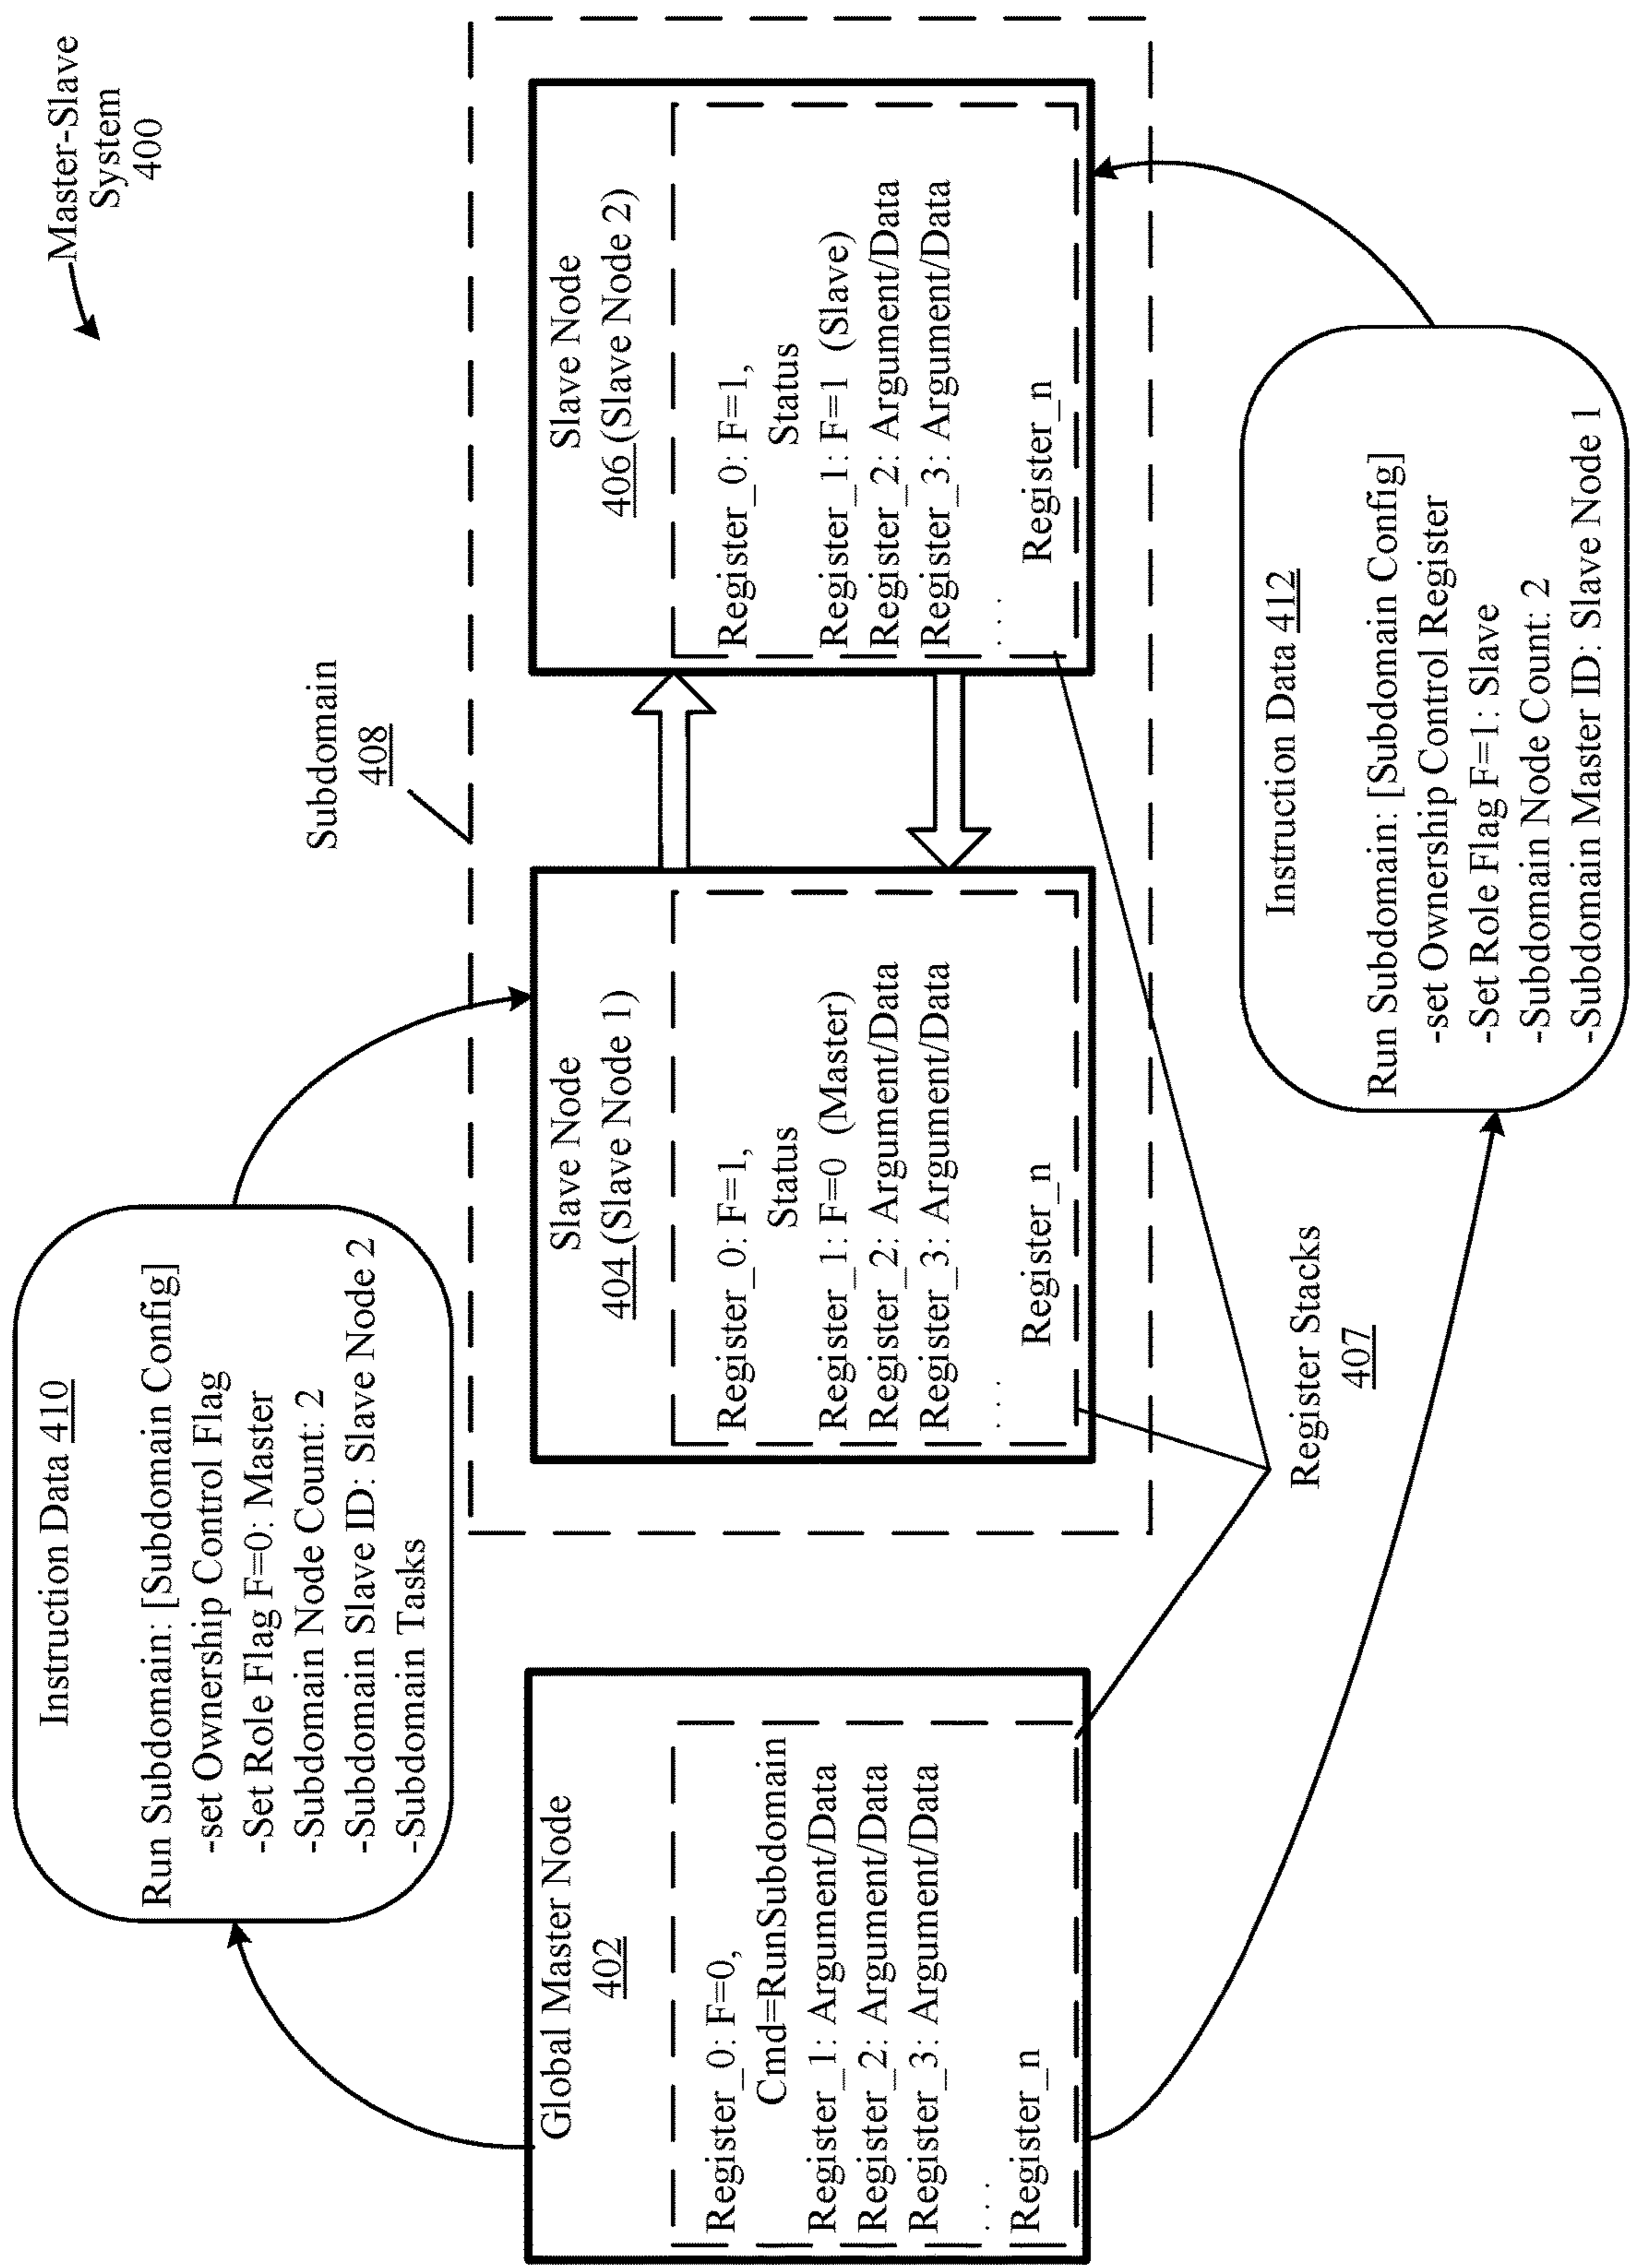 Master-Slave
System
400
Instruction Data 410
Run Subdomain: [Subdomain Config]
-set Ownership Control Flag
-Set Role Flag F=0: Master
-Subdomain Node Count: 2
-Subdomain Slave ID: Slave Node 2
-Subdomain Tasks
Subdomain
408
Global Master Node
402
Register_0: F=0,
Cmd=RunSubdomain
Register_1: Argument/Data
Register_2: Argument/Data
Register_3: Argument/Data
. . . .
Register_n
Slave Node
404 (Slave Node 1)
Register_0: F=1,
Status
Register_1: F=0 (Master)
Register_2: Argument/Data
Register_3: Argument/Data
. . .
Register_n
Slave Node
406 (Slave Node 2)
Register_0: F=1,
Status
Register_1: F=1 (Slave)
Register_2: Argument/Data
Register_3: Argument/Data
. . .
Register_n
Register Stacks
407
Instruction Data 412
Run Subdomain: [Subdomain Config]
-set Ownership Control Register
-Set Role Flag F=1: Slave
-Subdomain Node Count: 2
-Subdomain Master ID: Slave Node 1